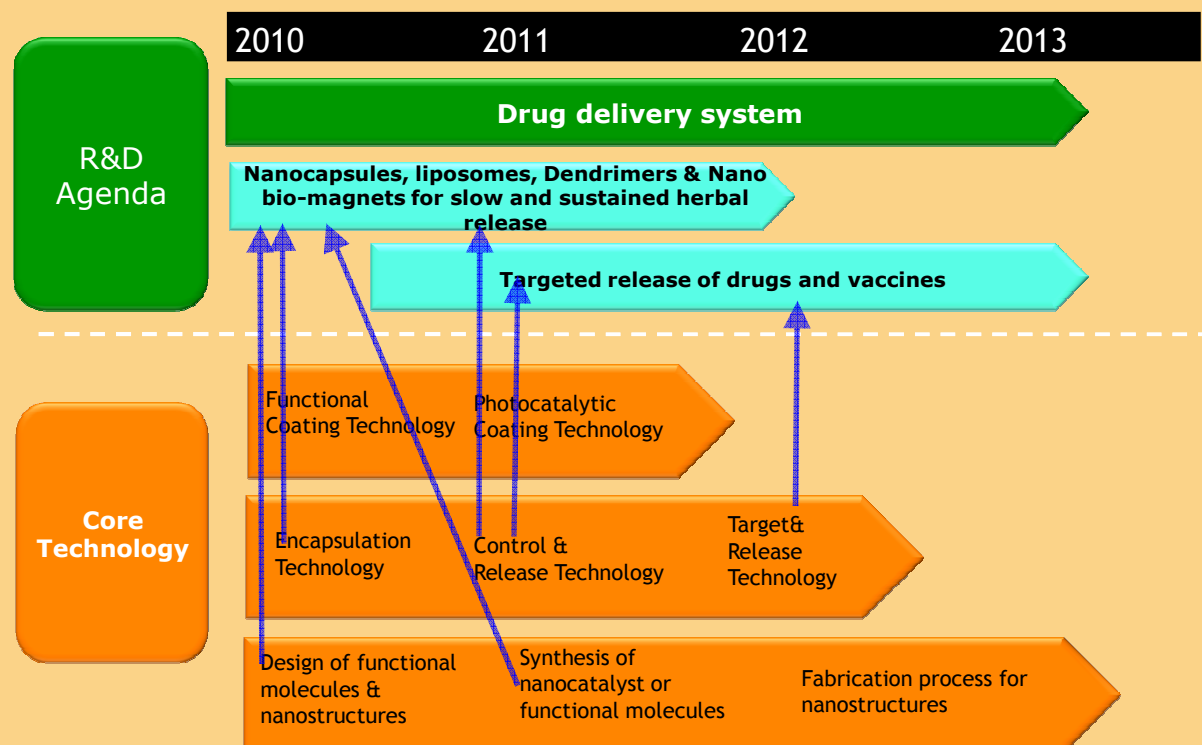 2010 2011 2012 2013
R&D
Agenda
Drug delivery system
Nanocapsules, liposomes, Dendrimers & Nano
bio-magnets for slow and sustained herbal
release
Targeted release of drugs and vaccines
Core
Technology
Functional
Coating Technology
Photocatalytic
Coating Technology
Encapsulation
Technology
Control &
Release Technology
Target&
Release
Technology
Design of functional
molecules &
nanostructures
Synthesis of
nanocatalyst or
functional molecules
Fabrication process for
nanostructures